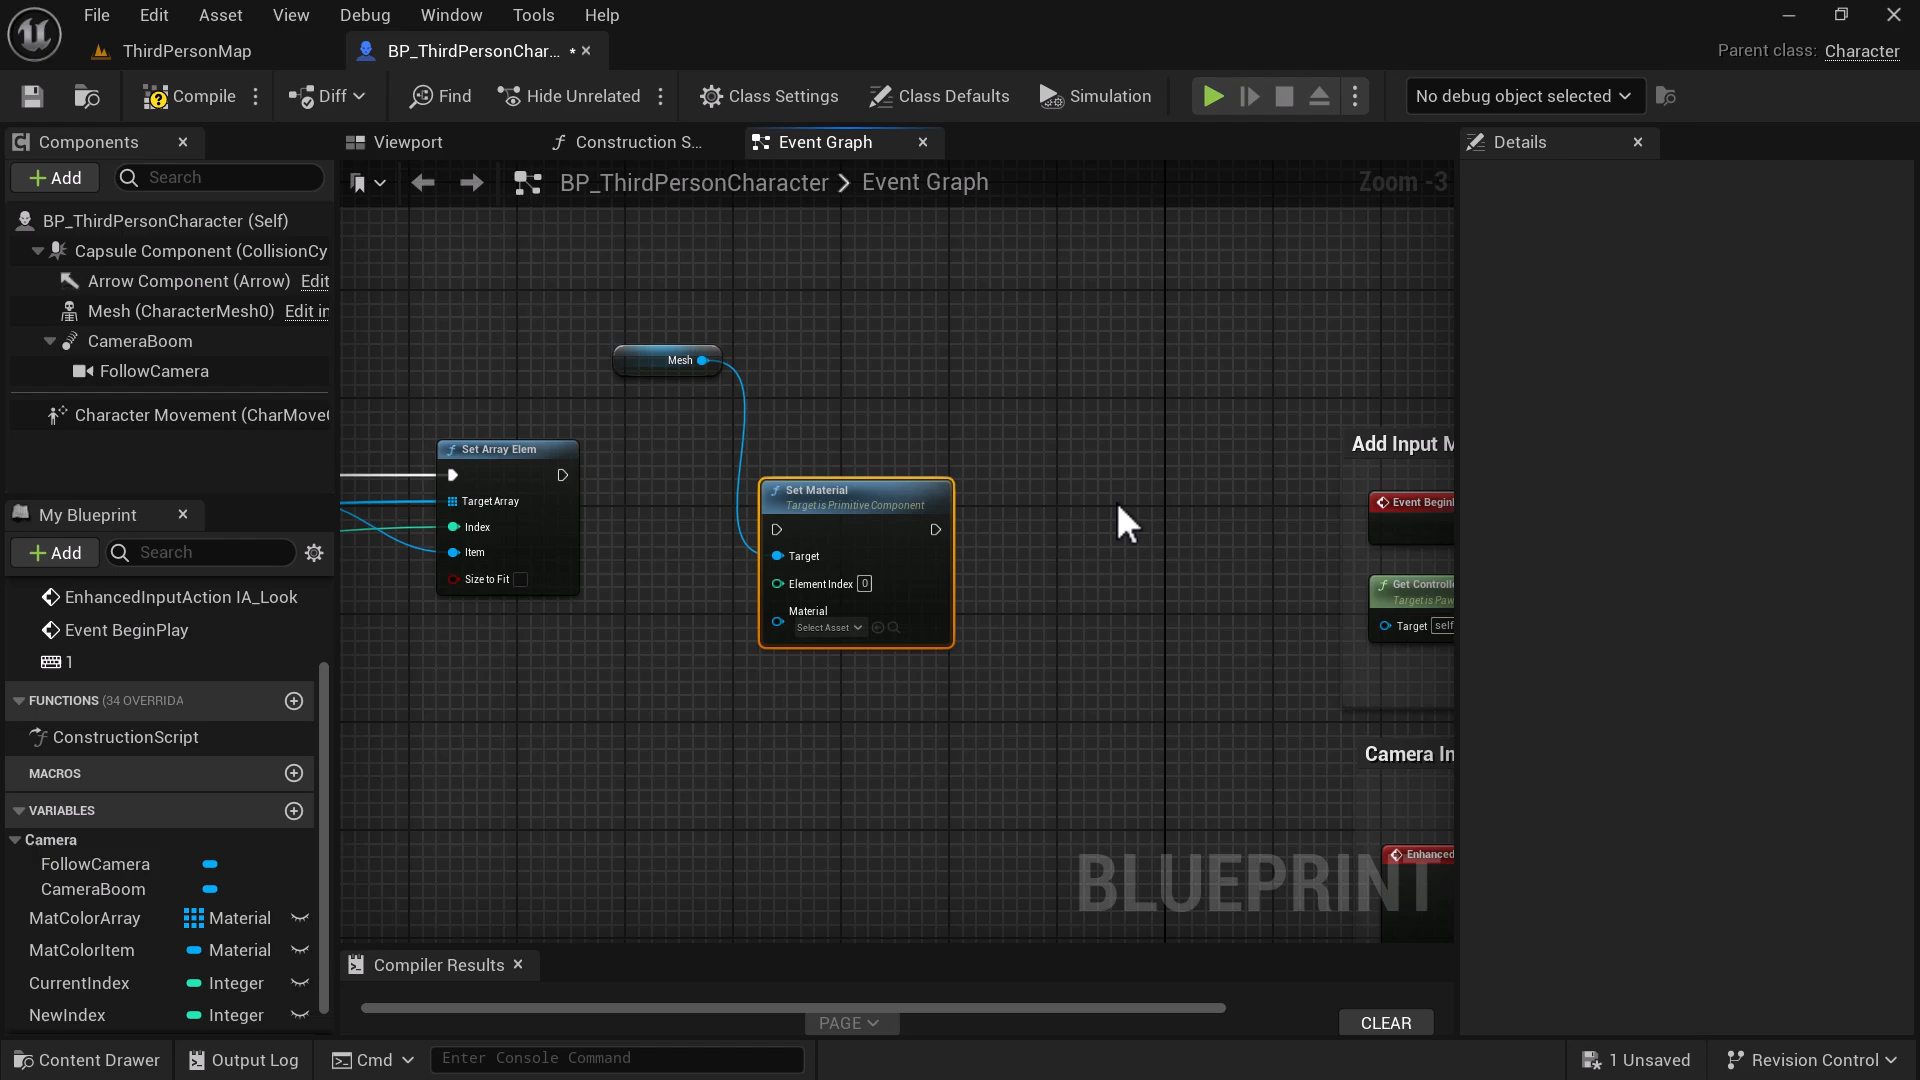 File Edit Asset View Debug Window Tools Help
ThirdPersonMap
BP_ThirdPersonChar... *
Parent class: Character
Compile
Diff
Find
Hide Unrelated
Class Settings
Class Defaults
Simulation
No debug object selected
Components
Viewport
Construction S...
Event Graph
Details
Add
Search
BP_ThirdPersonCharacter > Event Graph
Zoom -3
BP_ThirdPersonCharacter (Self)
Capsule Component (CollisionCy
Arrow Component (Arrow) Edit
Mesh (CharacterMesh0) Edit in
CameraBoom
FollowCamera
Character Movement (CharMove
Mesh
Set Array Elem
Target Array
Index
Item
Size to Fit
Set Material
Target is Primitive Component
Target
Element Index 0
Material
Select Asset
Add Input M
Event Begin
Get Controlle
Target is Paw
Target self
Camera In
Enhanced
BLUEPRINT
My Blueprint
Add
Search
EnhancedInputAction IA_Look
Event BeginPlay
1
FUNCTIONS (34 OVERRIDA
ConstructionScript
MACROS
VARIABLES
Camera
FollowCamera
CameraBoom
MatColorArray Material
MatColorItem Material
CurrentIndex Integer
NewIndex Integer
Compiler Results
PAGE
CLEAR
Content Drawer
Output Log
Cmd
Enter Console Command
1 Unsaved
Revision Control